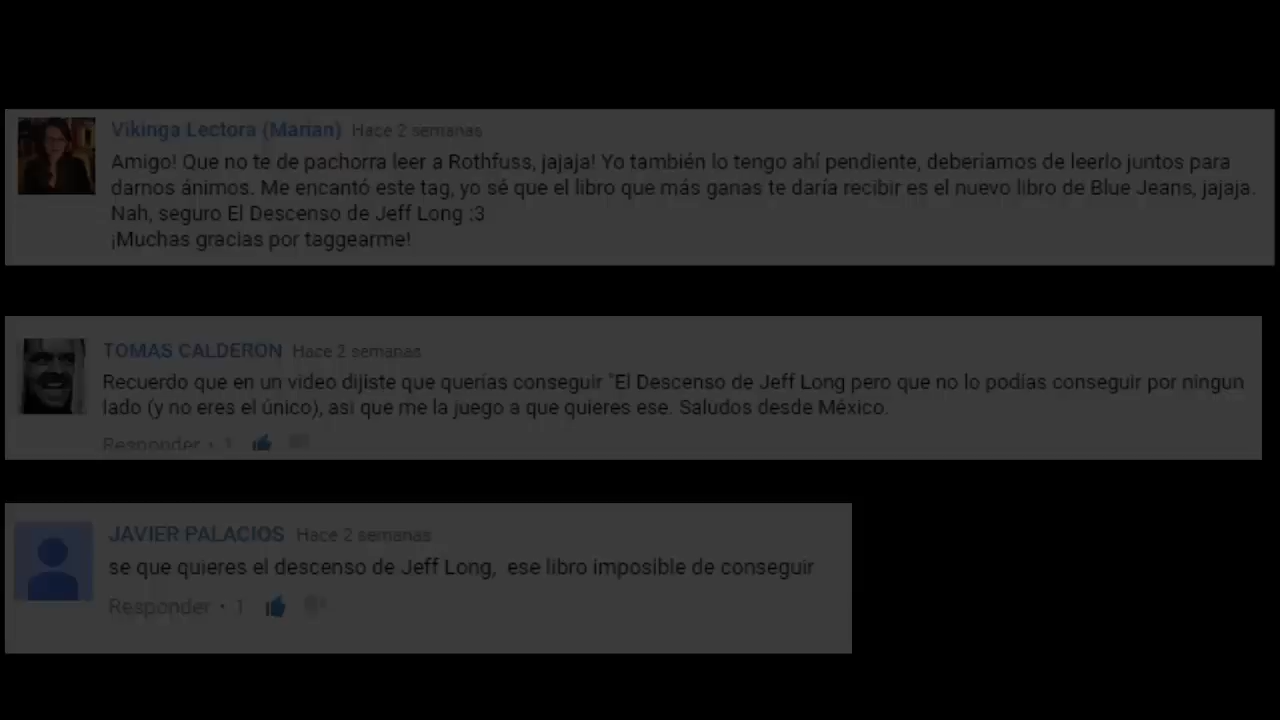 Vikinga Lectora (Marian) Hace 2 semanas
Amigo! Que no te de pachorra leer a Rothfuss, jajaja! Yo también lo tengo ahí pendiente, deberíamos de leerlo juntos para
darnos ánimos. Me encantó este tag, yo sé que el libro que más ganas te daría recibir es el nuevo libro de Blue Jeans, jajaja.
Nah, seguro El Descenso de Jeff Long :3
¡Muchas gracias por taggearme!
TOMAS CALDERON Hace 2 semanas
Recuerdo que en un video dijiste que querías conseguir "El Descenso de Jeff Long pero que no lo podías conseguir por ningun
lado (y no eres el único), asi que me la juego a que quieres ese. Saludos desde México.
Responder · 1
JAVIER PALACIOS Hace 2 semanas
se que quieres el descenso de Jeff Long, ese libro imposible de conseguir
Responder · 1